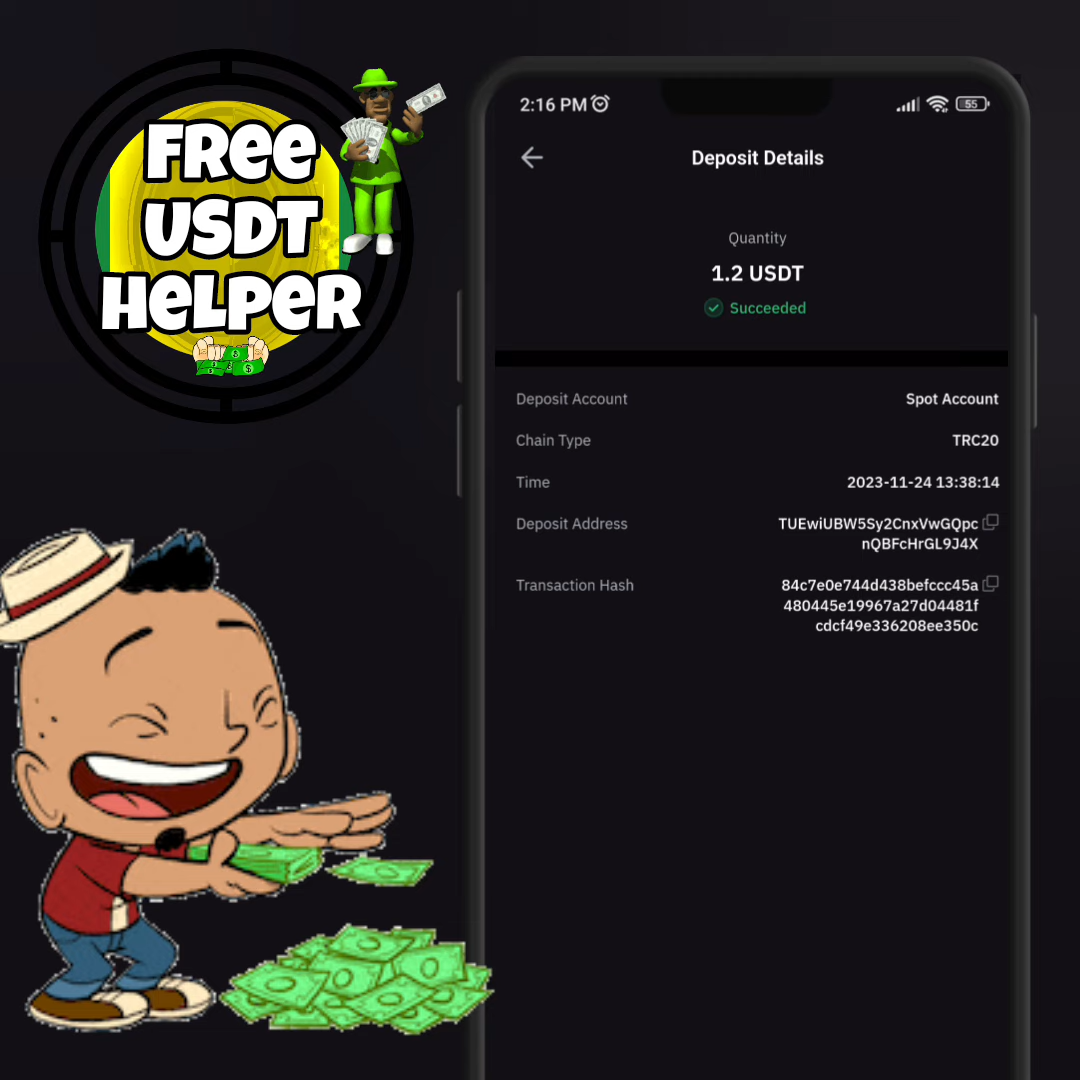 FREE
USDT
HELPER
2:16 PM
55
Deposit Details
Quantity
1.2 USDT
Succeeded
Deposit Account Spot Account
Chain Type TRC20
Time 2023-11-24 13:38:14
Deposit Address TUEwiUBW5Sy2CnxVwGQpc
nQBFcHrGL9J4X
Transaction Hash 84c7e0e744d438befccc45a
480445e19967a27d04481f
cdcf49e336208ee350c